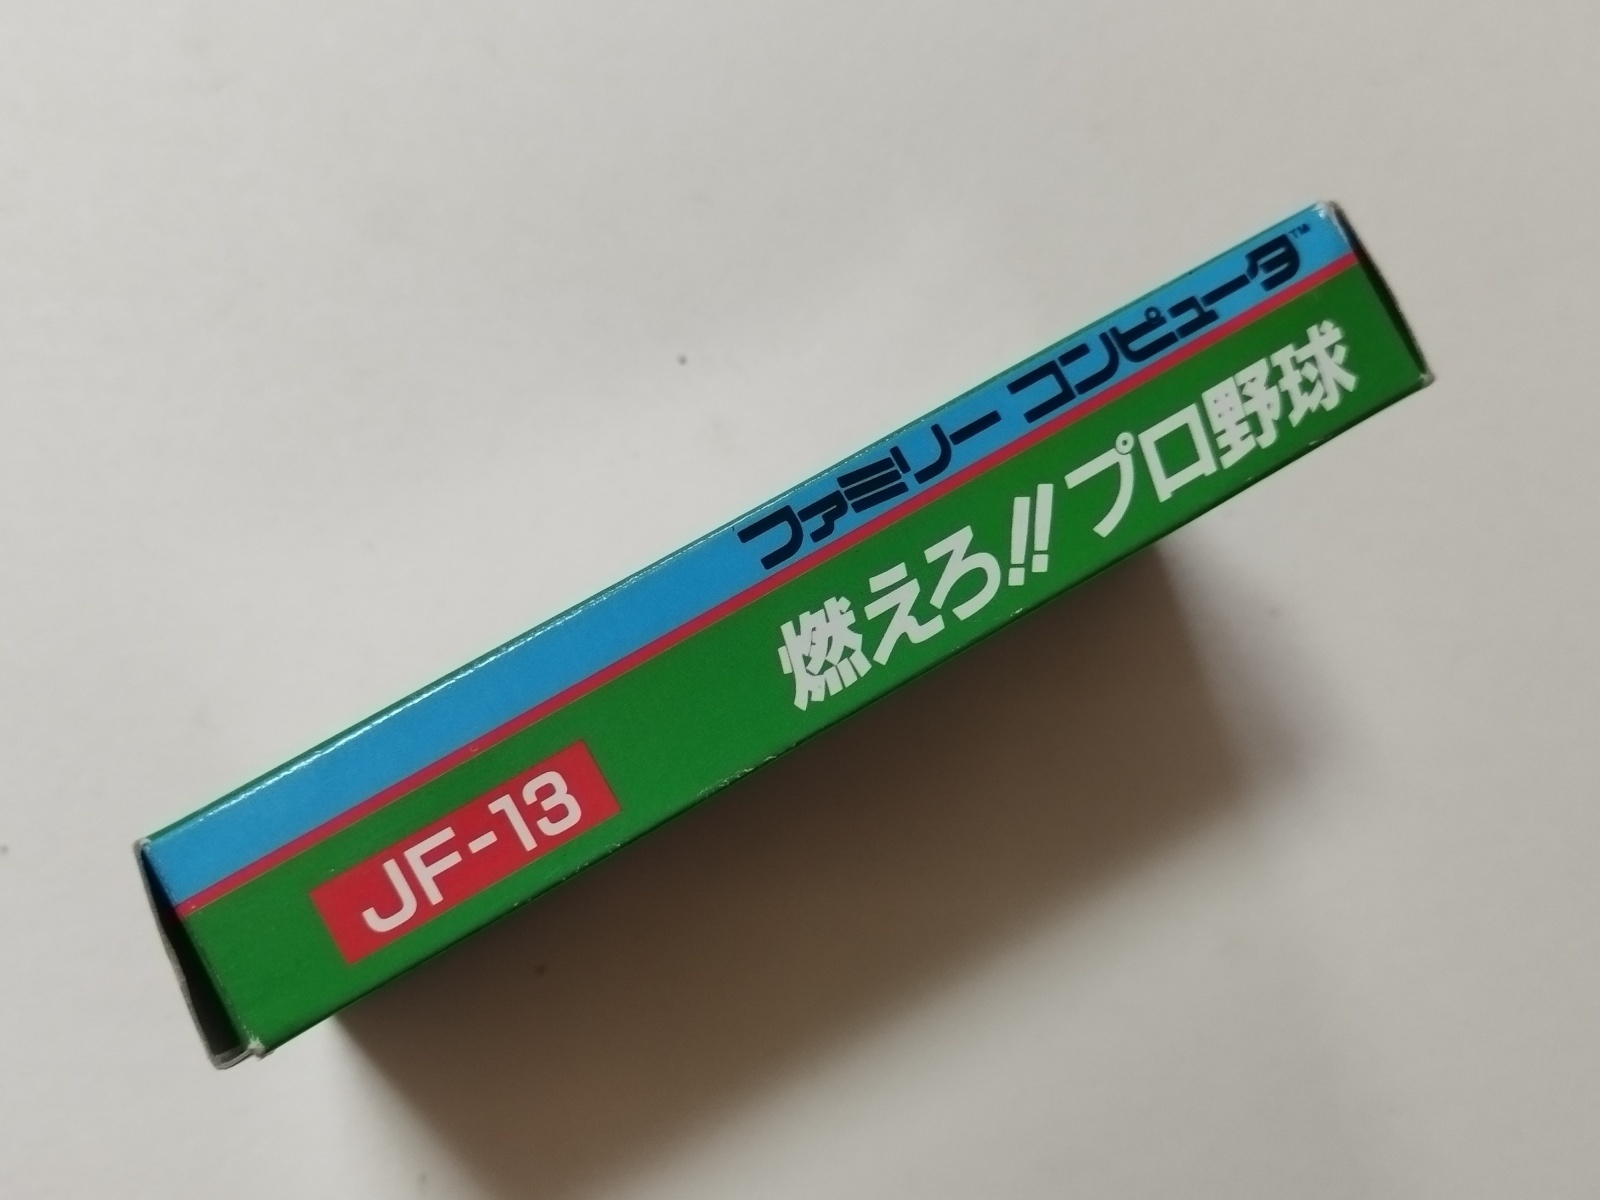 ファミリー コンピュータ™
燃えろ!! プロ野球
JF-13